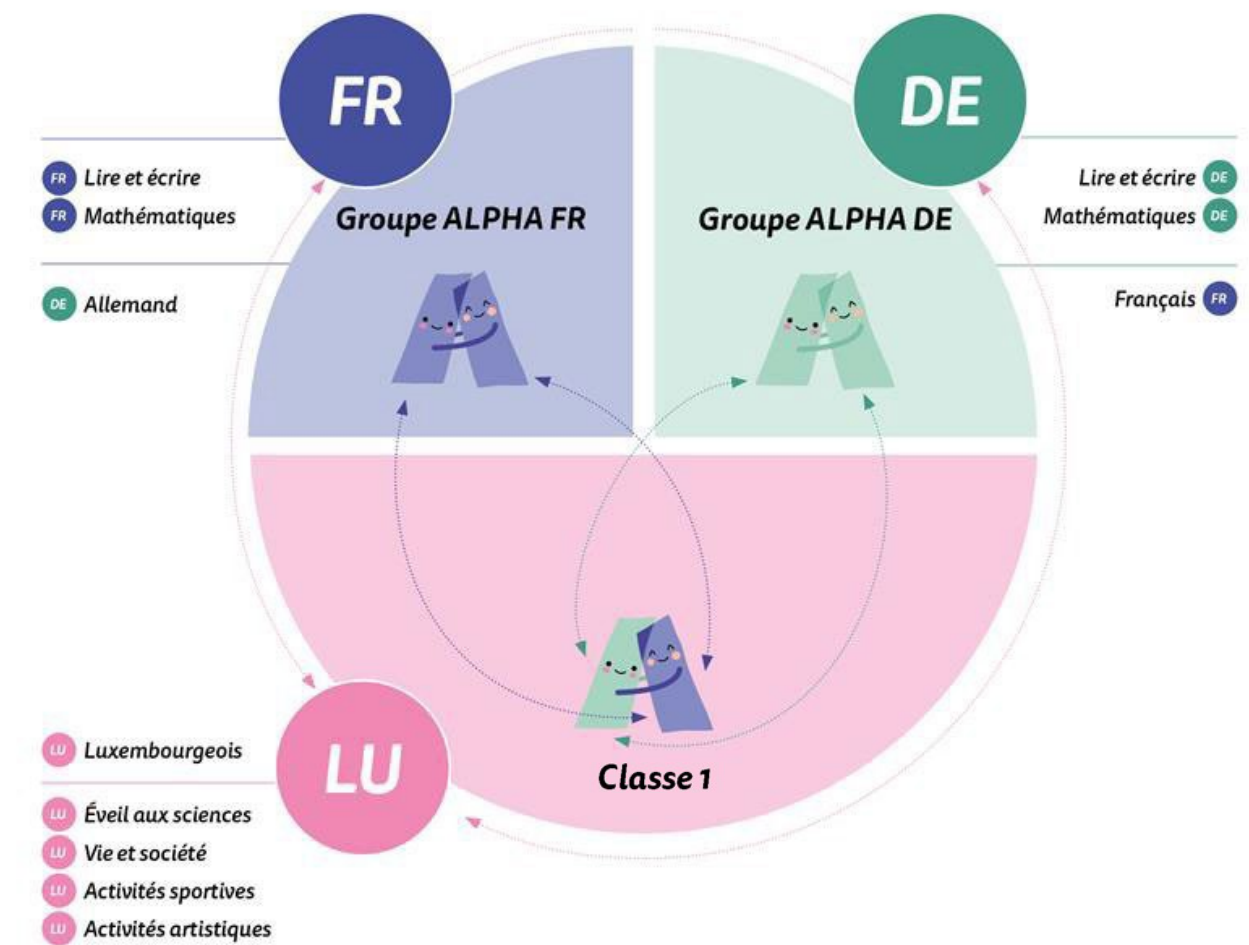 FR
DE
FR Lire et écrire
FR Mathématiques
DE Allemand
Groupe ALPHA FR
Groupe ALPHA DE
Lire et écrire DE
Mathématiques DE
Français FR
LU
LU Luxembourgeois
LU Éveil aux sciences
LU Vie et société
LU Activités sportives
LU Activités artistiques
Classe 1